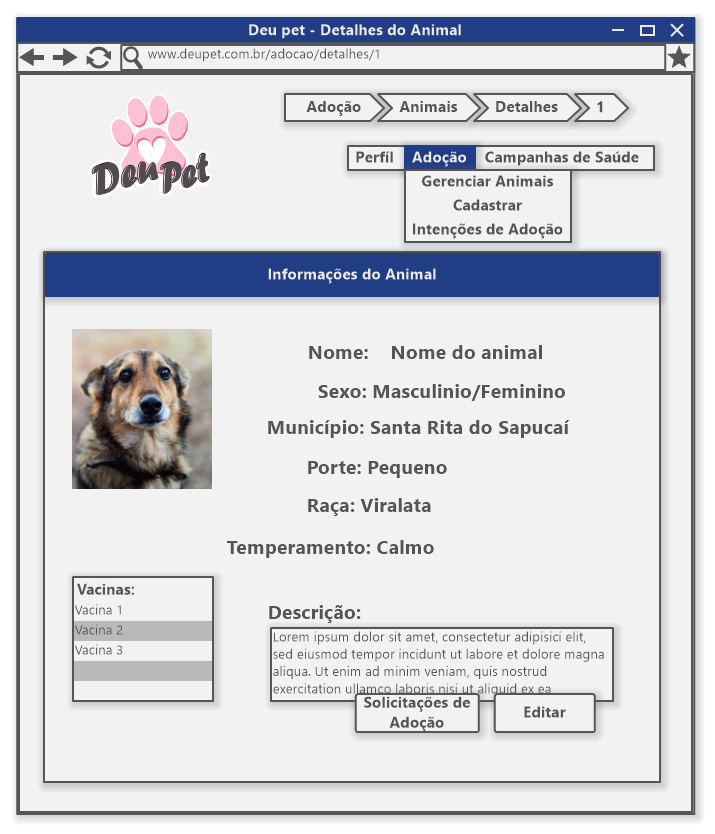 Deu pet - Detalhes do Animal
www.deupet.com.br/adocao/detalhes/1
Adoção Animais Detalhes 1
Deu Pet
Perfíl Adoção Campanhas de Saúde
Gerenciar Animais
Cadastrar
Intenções de Adoção
Informações do Animal
Nome: Nome do animal
Sexo: Masculinio/Feminino
Município: Santa Rita do Sapucaí
Porte: Pequeno
Raça: Viralata
Temperamento: Calmo
Vacinas:
Vacina 1
Vacina 2
Vacina 3
Descrição:
Lorem ipsum dolor sit amet, consectetur adipisici elit,
sed eiusmod tempor incidunt ut labore et dolore magna
aliqua. Ut enim ad minim veniam, quis nostrud
exercitation ullamco laboris nisi ut aliquid ex ea
Solicitações de
Adoção
Editar